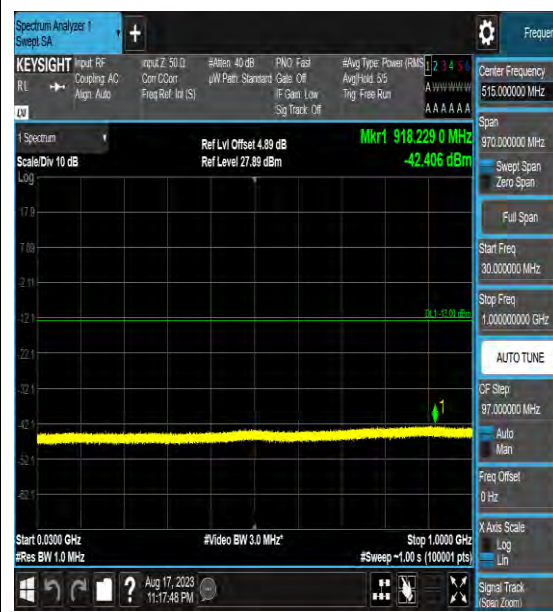 Spectrum Analyzer 1
Swept SA
Frequen
KEYSIGHT
RL
Input: RF
Coupling: AC
Align: Auto
Input Z: 50 Ω
Corr CCorr
Freq Ref: Int (S)
#Atten: 40 dB
µW Path: Standard
PNO: Fast
Gate: Off
IF Gain: Low
Sig Track: Off
#Avg Type: Power (RMS)
Avg|Hold: 5/5
Trig: Free Run
1 2 3 4 5 6
A W W W W W
A A A A A A
1 Spectrum
Scale/Div 10 dB
Log
Ref Lvl Offset 4.89 dB
Ref Level 27.89 dBm
Mkr1 918.229 0 MHz
-42.406 dBm
17.9
7.89
-2.11
-12.1
-22.1
-32.1
-42.1
-52.1
-62.1
DL1 -13.00 dBm
1
Start 0.0300 GHz
#Res BW 1.0 MHz
#Video BW 3.0 MHz*
Stop 1.0000 GHz
#Sweep ~1.00 s (100001 pts)
Aug 17, 2023
11:17:48 PM
Center Frequency
515.000000 MHz
Span
970.000000 MHz
Swept Span
Zero Span
Full Span
Start Freq
30.000000 MHz
Stop Freq
1.000000000 GHz
AUTO TUNE
CF Step
97.000000 MHz
Auto
Man
Freq Offset
0 Hz
X Axis Scale
Log
Lin
Signal Track
(Span Zoom)